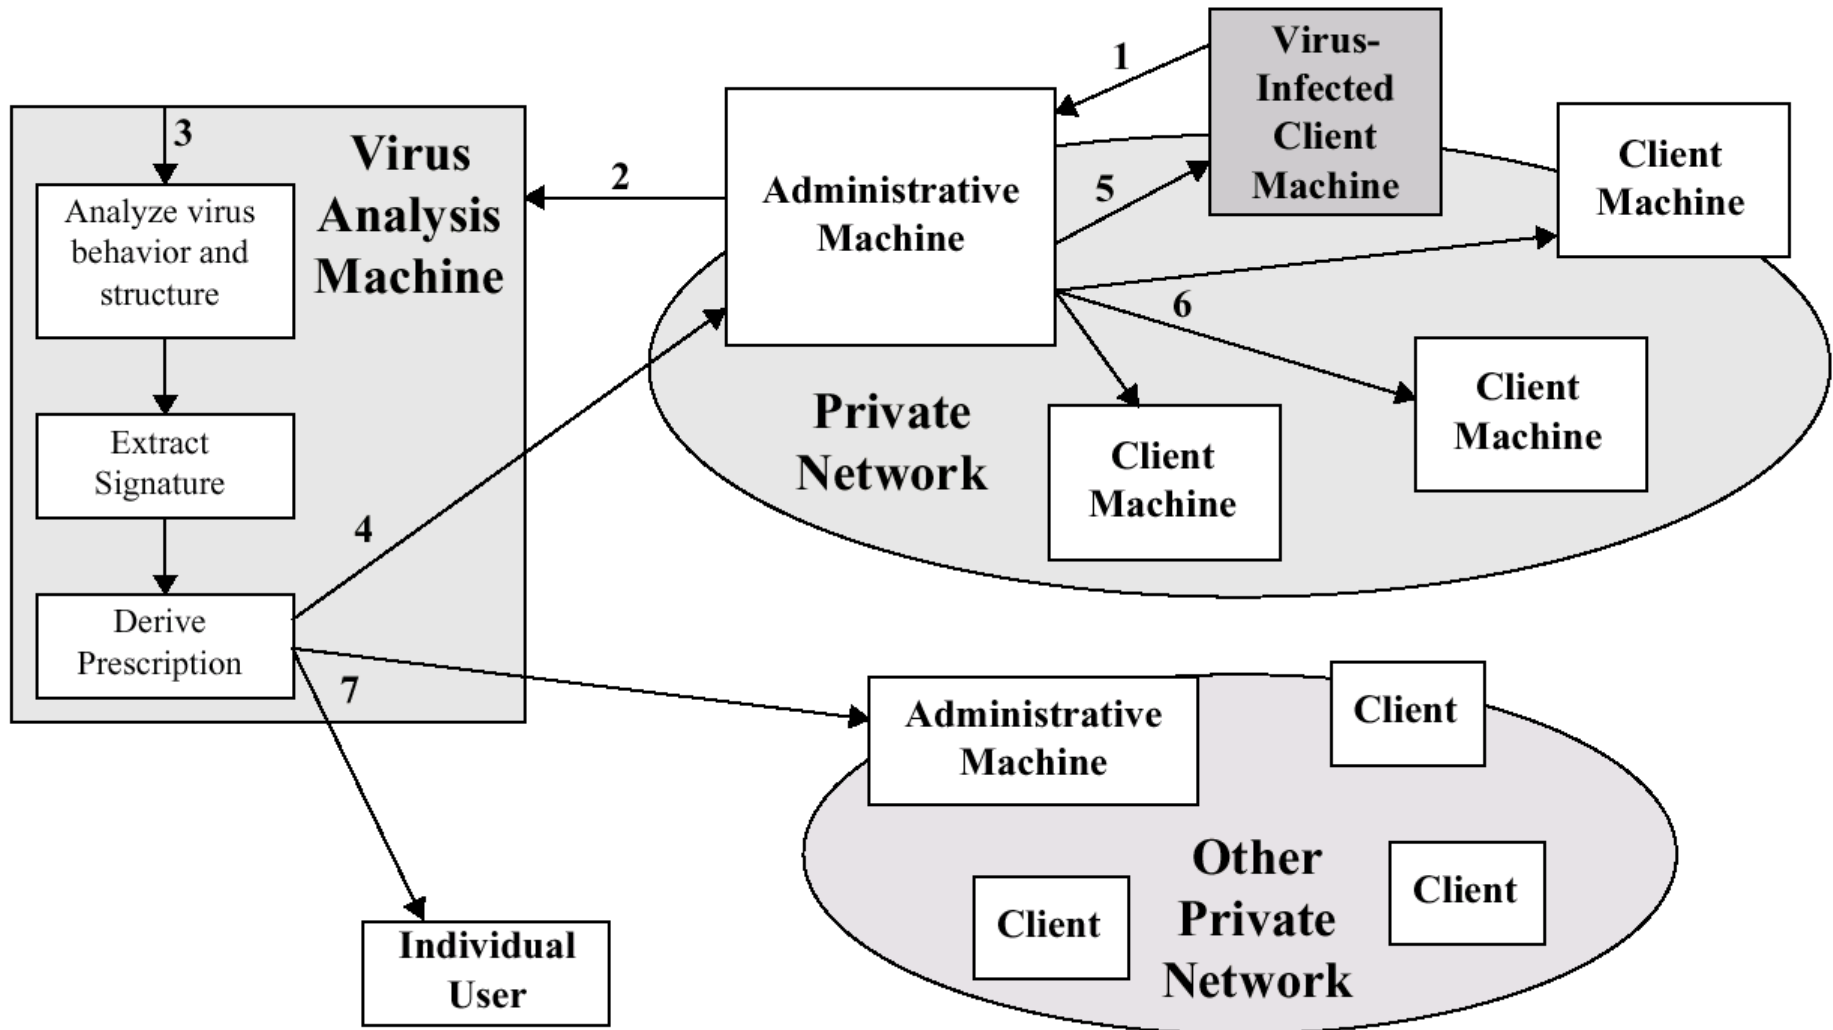 1
Virus-
Infected
Client
Machine
3
Virus
Analysis
Machine
2
Administrative
Machine
5
Client
Machine
Analyze virus
behavior and
structure
6
Client
Machine
Private
Network
Client
Machine
Extract
Signature
4
Derive
Prescription
7
Administrative
Machine
Client
Other
Private
Network
Client
Client
Individual
User